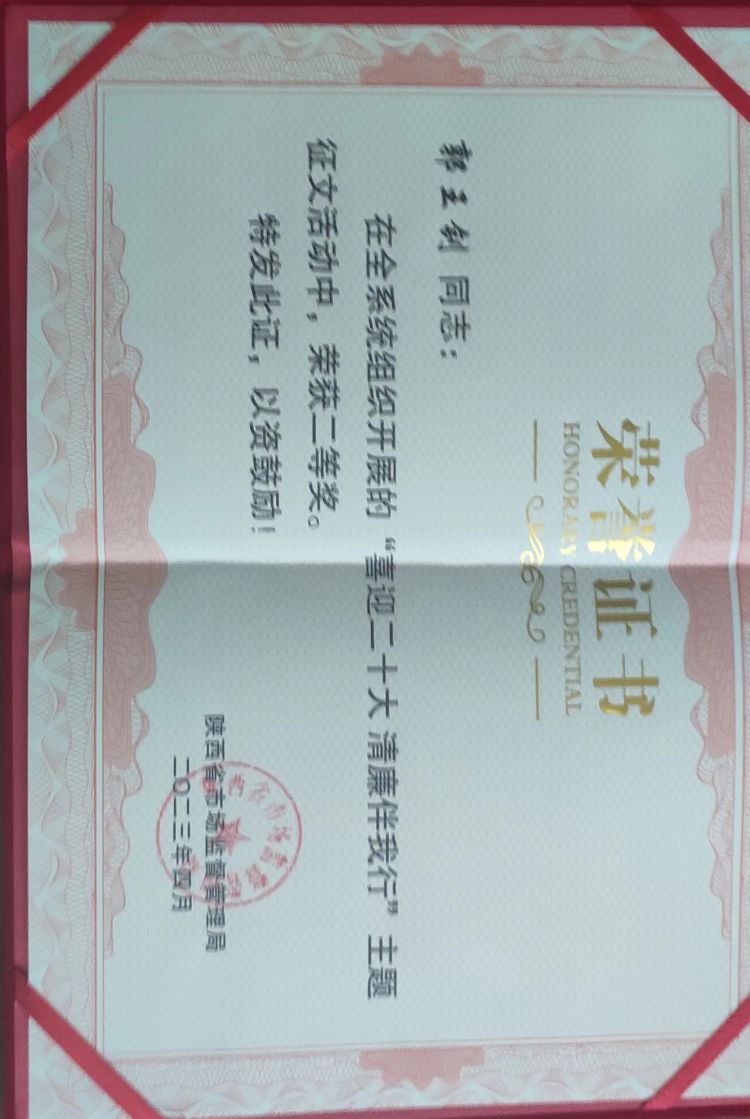 荣誉证书
HONORARY CREDENTIAL
郭玉剑 同志：
在全系统组织开展的“喜迎二十大 清廉伴我行”主题
征文活动中，荣获二等奖。
特发此证，以资鼓励！
陕西省市场监督管理局
二〇二三年四月